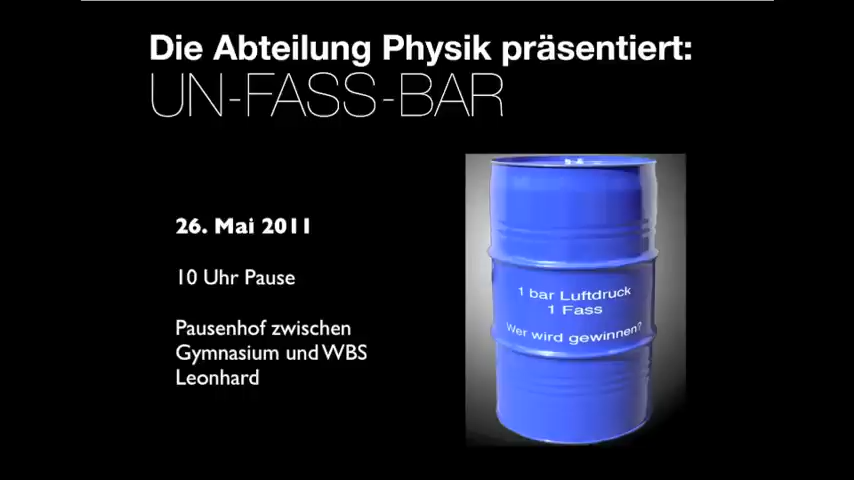 Die Abteilung Physik präsentiert:
UN-FASS-BAR
26. Mai 2011
10 Uhr Pause
Pausenhof zwischen
Gymnasium und WBS
Leonhard
1 bar Luftdruck
1 Fass
Wer wird gewinnen?